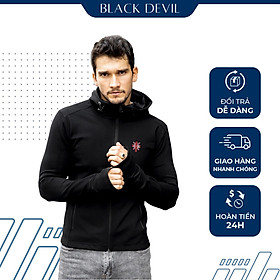 BLACK DEVIL
ĐỔI TRẢ
DỄ DÀNG
GIAO HÀNG
NHANH CHÓNG
HOÀN TIỀN
24H